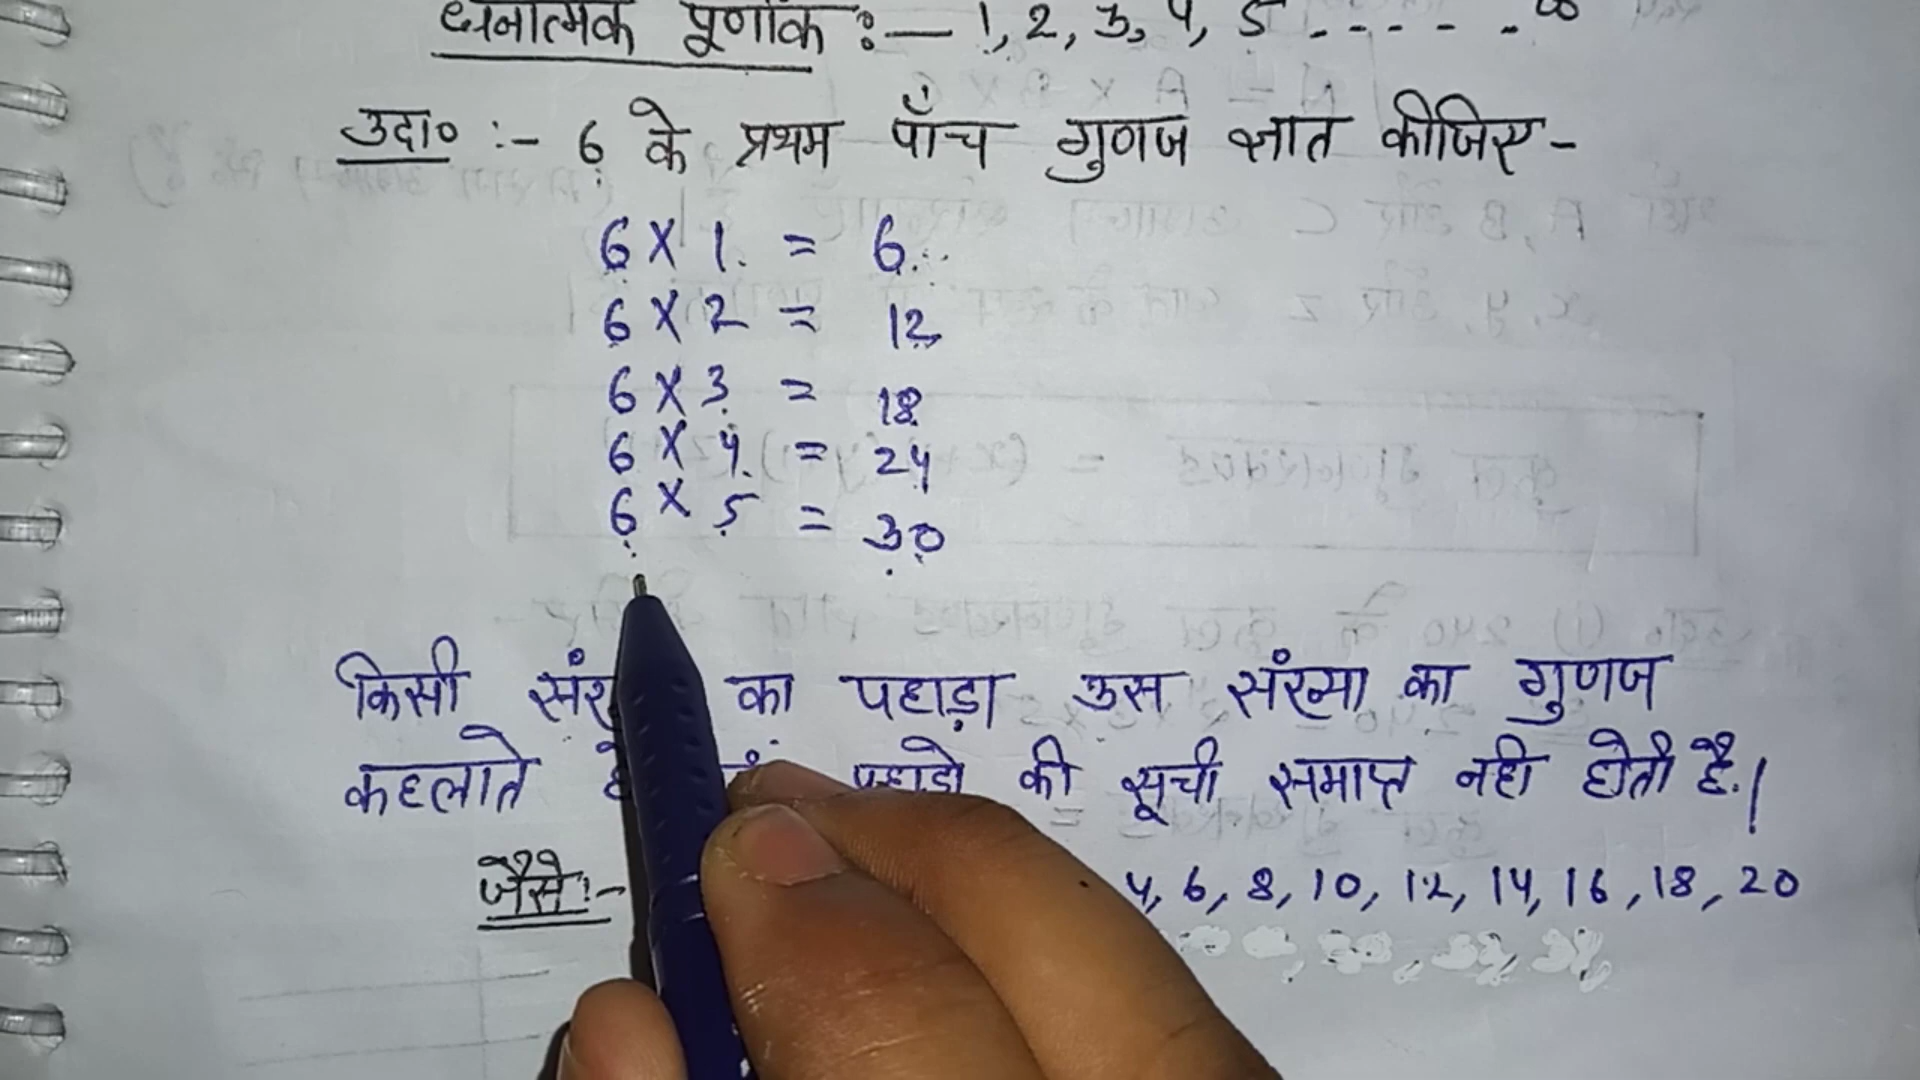 धनात्मक पूर्णांक :— 1, 2, 3, 4, 5 - - - - - ∞
उदा० :- 6 के प्रथम पाँच गुणज ज्ञात कीजिए -
6 X 1 = 6
6 X 2 = 12
6 X 3 = 18
6 X 4 = 24
6 X 5 = 30
किसी का पहाड़ा उस संख्या का गुणज
कहलाते की सूची समाप्त नही होती है।
जैसे :- 4, 6, 8, 10, 12, 14, 16, 18, 20